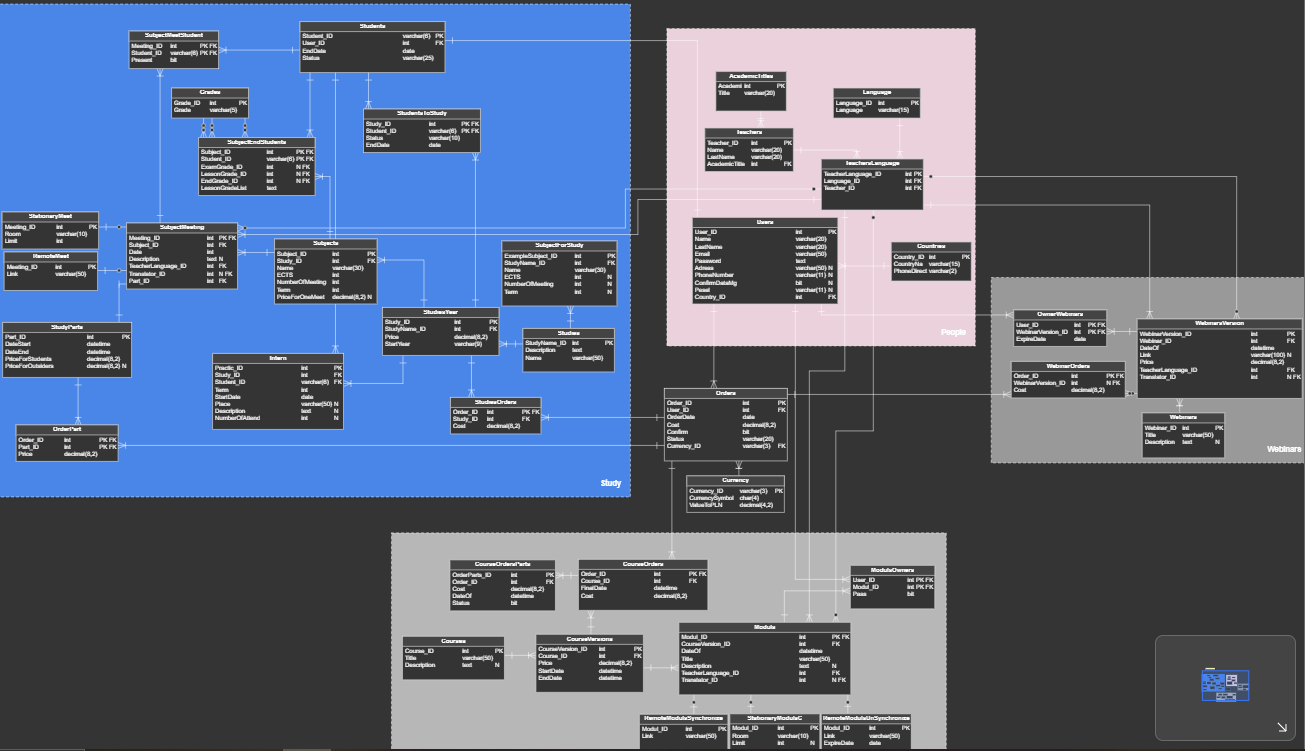 Students
Student_ID varchar(6) PK
User_ID int FK
EndDate date
Status varchar(25)
SubjectMeetStudent
Meeting_ID int PK FK
Student_ID varchar(6) PK FK
Present bit
Grades
Grade_ID int PK
Grade varchar(5)
StudentsToStudy
Study_ID int PK FK
Student_ID varchar(6) PK FK
Status varchar(10)
EndDate date
SubjectEndStudents
Subject_ID int PK FK
Student_ID varchar(6) PK FK
ExamGrade_ID int N FK
LessonGrade_ID int N FK
EndGrade_ID int N FK
LessonGradeList text
StationeryMeet
Meeting_ID int PK
Room varchar(10)
Limit int
RemoteMeet
Meeting_ID int PK
Link varchar(50)
SubjectMeeting
Meeting_ID int PK FK
Subject_ID int FK
Date int
Description text N
TeacherLanguage_ID int FK
Translator_ID int N FK
Part_ID int FK
Subjects
Subject_ID int PK
Study_ID int FK
Name varchar(30)
ECTS int
NumberOfMeeting int
Term int
PriceForOneMeet decimal(8,2) N
SubjectForStudy
ExampleSubject_ID int PK
StudyName_ID int FK
Name varchar(30)
ECTS int N
NumberOfMeeting int N
Term int N
StudiesYear
Study_ID int PK
StudyName_ID int FK
Price decimal(8,2)
StartYear varchar(9)
Studies
StudyName_ID int PK
Description text
Name varchar(50)
StudyParts
Part_ID int PK
DateStart datetime
DateEnd datetime
PriceForStudents decimal(8,2)
PriceForOutsiders decimal(8,2) N
Intern
Practic_ID int PK
Study_ID int FK
Student_ID varchar(6) FK
Term int
StartDate date
Place varchar(50) N
Description text N
NumberOfAttend int N
StudiesOrders
Order_ID int PK FK
Study_ID int FK
Cost decimal(8,2)
OrderPart
Order_ID int PK FK
Part_ID int PK FK
Price decimal(8,2)
Study
AcademicTitles
Academi int PK
Title varchar(20)
Language
Language_ID int PK
Language varchar(15)
Teachers
Teacher_ID int PK
Name varchar(20)
LastName varchar(20)
AcademicTitle int FK
TeachersLanguage
TeacherLanguage_ID int PK
Language_ID int FK
Teacher_ID int FK
Users
User_ID int PK
Name varchar(20)
LastName varchar(20)
Email varchar(50)
Password text
Adress varchar(50) N
PhoneNumber varchar(11) N
ConfirmDataMg bit N
Pesel varchar(11) N
Country_ID int FK
Countries
Country_ID int PK
CountryNa varchar(15)
PhoneDirect varchar(2)
People
OwnerWebinars
User_ID int PK FK
WebinarVersion_ID int PK FK
ExpireDate date
WebinarsVersion
WebinarVersion_ID int PK
Webinar_ID int FK
DateOf datetime
Link varchar(100) N
Price decimal(8,2)
TeacherLanguage_ID int FK
Translator_ID int N FK
WebinarOrders
Order_ID int PK FK
WebinarVersion_ID int N FK
Cost decimal(8,2)
Webinars
Webinar_ID int PK
Title varchar(50)
Description text N
Webinars
Orders
Order_ID int PK
User_ID int FK
OrderDate date
Cost decimal(8,2)
Confirm bit
Status varchar(20)
Currency_ID varchar(3) FK
Currency
Currency_ID varchar(3) PK
CurrencySymbol char(4)
ValueToPLN decimal(4,2)
CourseOrdersParts
OrderParts_ID int PK
Order_ID int FK
Cost decimal(8,2)
DateOf datetime
Status bit
CourseOrders
Order_ID int PK FK
Course_ID int FK
FinalDate datetime
Cost decimal(8,2)
ModulsOwners
User_ID int PK FK
Modul_ID int PK FK
Pass bit
Courses
Course_ID int PK
Title varchar(50)
Description text N
CourseVersions
CourseVersion_ID int PK
Course_ID int FK
Price decimal(8,2)
StartDate datetime
EndDate datetime
Moduls
Modul_ID int PK FK
CourseVersion_ID int FK
DateOf datetime
Title varchar(50)
Description text N
TeacherLanguage_ID int FK
Translator_ID int N FK
RemoteModulsSynchronise
Modul_ID int PK
Link varchar(50)
StationaryModulsC
Modul_ID int PK
Room varchar(10)
Limit int N
RemoteModulsUnSynchronise
Modul_ID int PK
Link varchar(50)
ExpireDate date